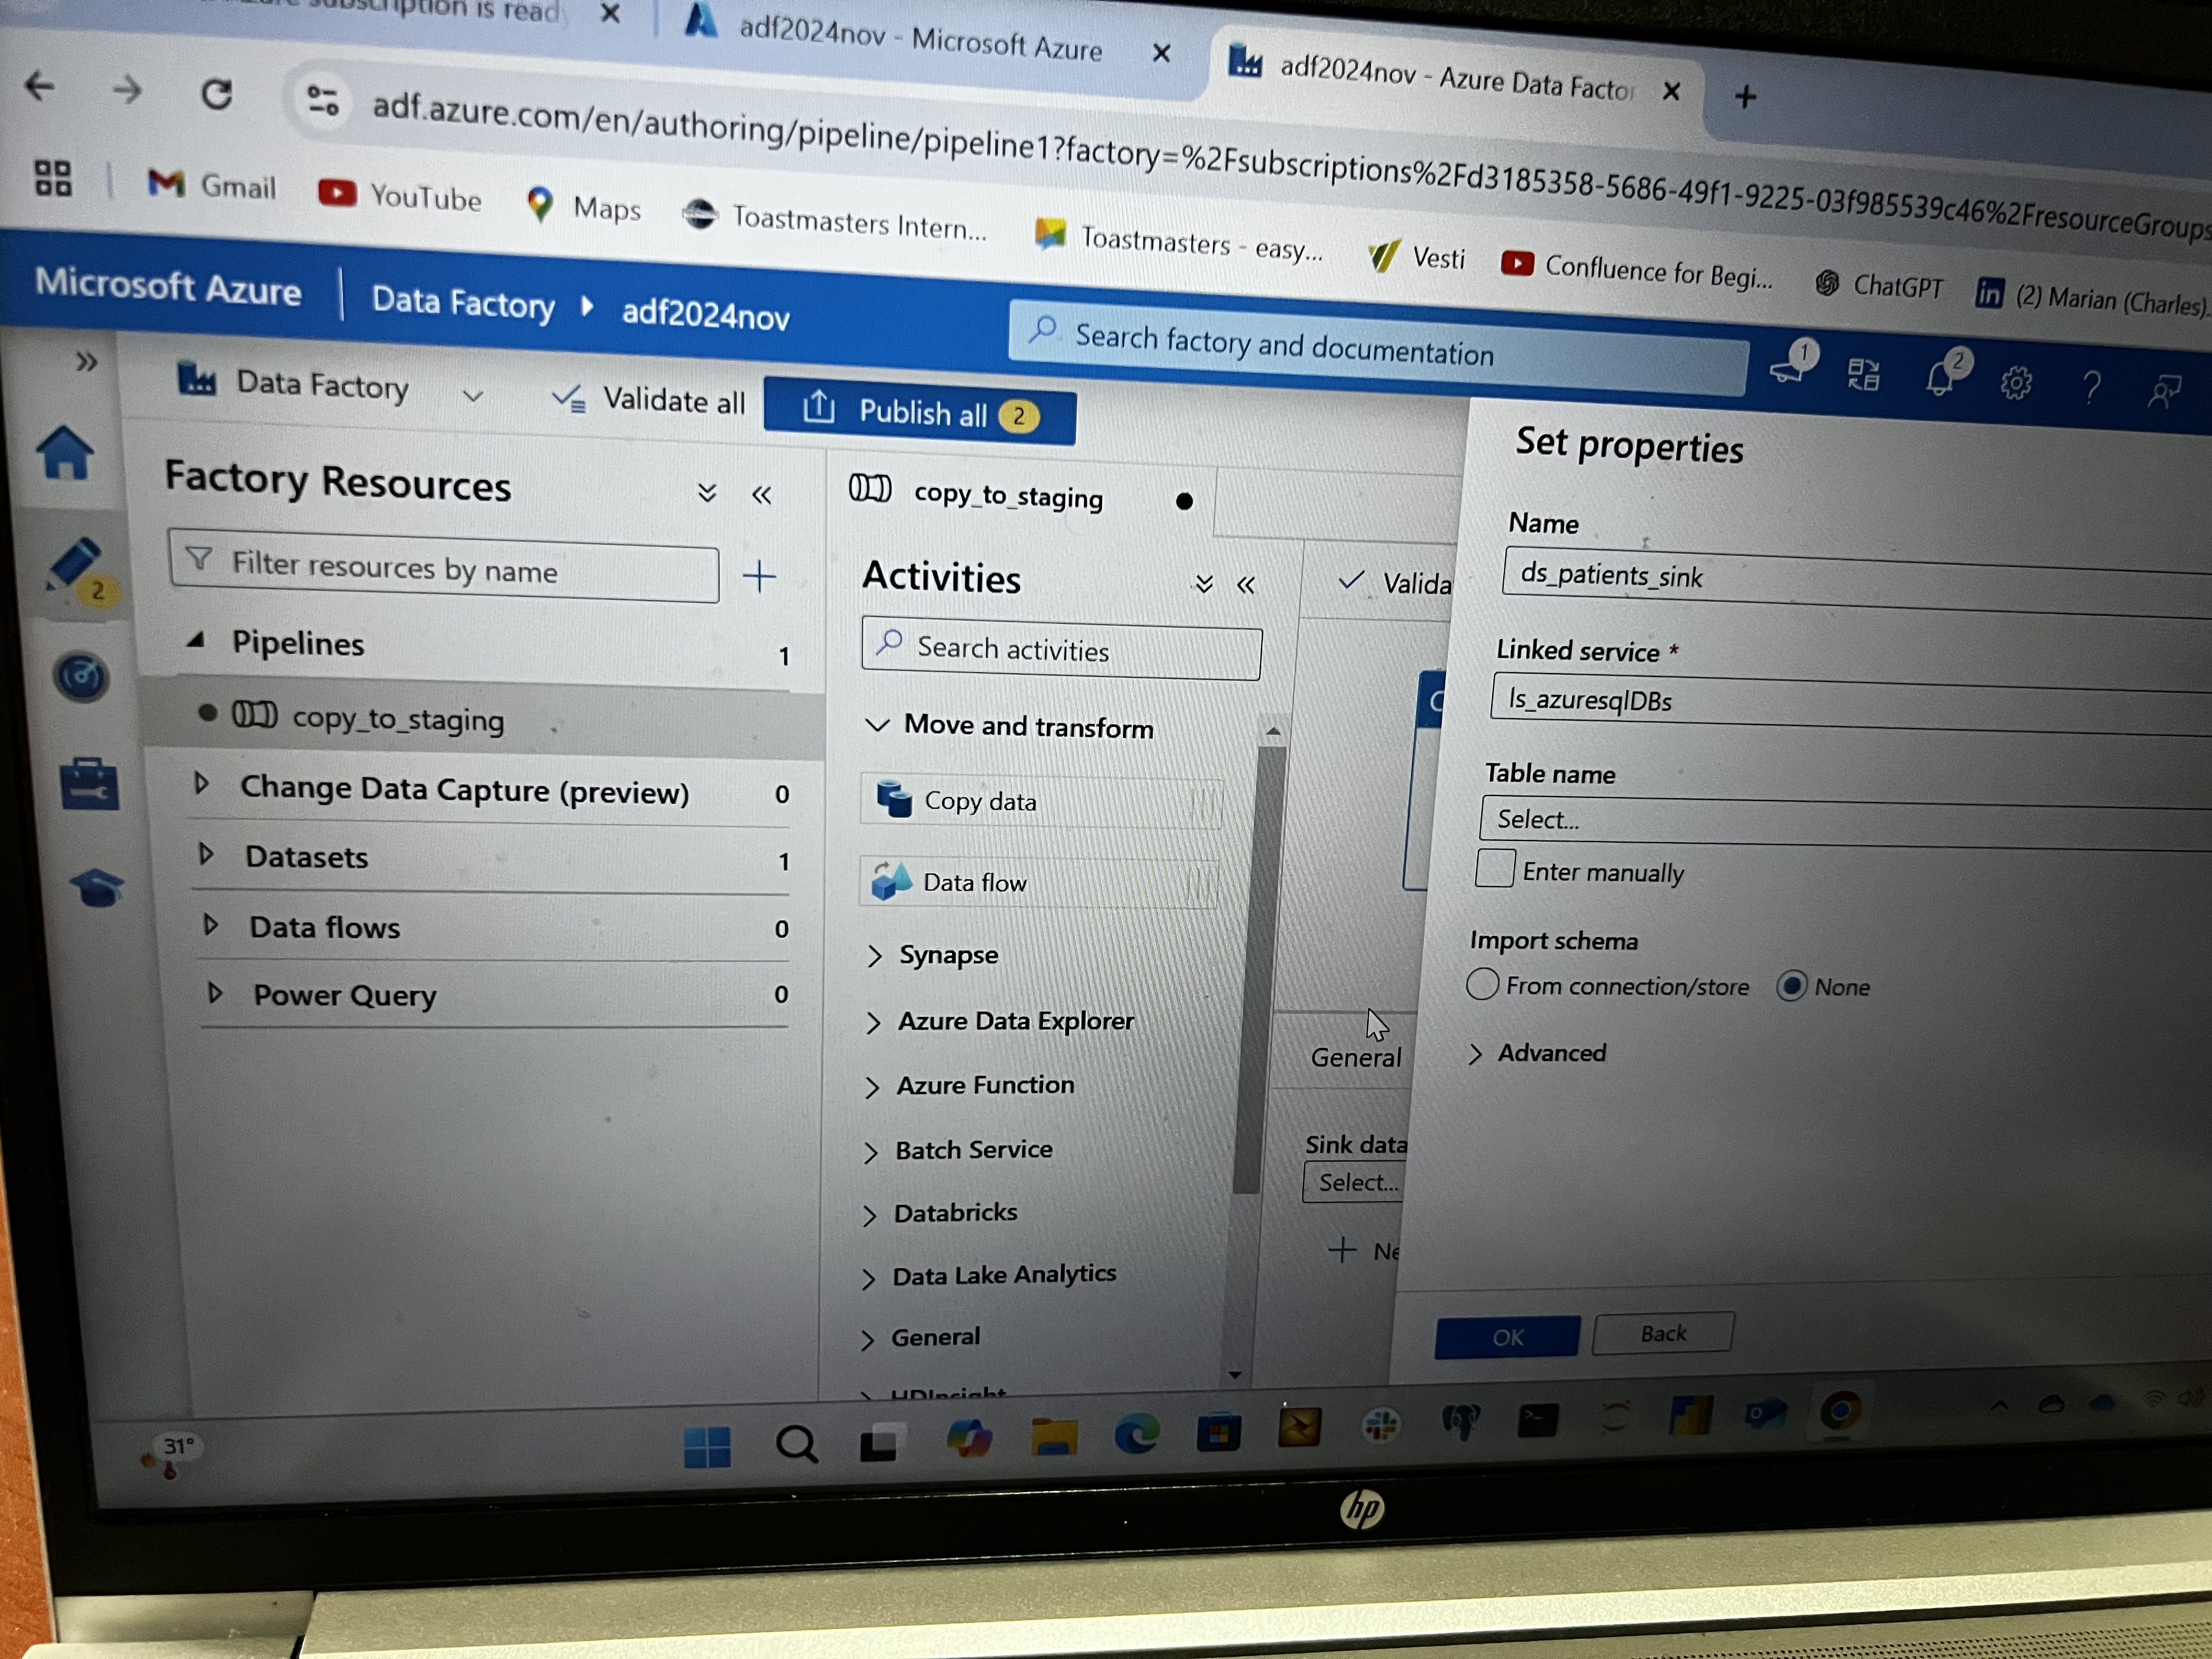 subscription is read
adf2024nov - Microsoft Azure
adf2024nov - Azure Data Factor
adf.azure.com/en/authoring/pipeline/pipeline1?factory=%2Fsubscriptions%2Fd3185358-5686-49f1-9225-03f985539c46%2FresourceGroups
Gmail
YouTube
Maps
Toastmasters Intern...
Toastmasters - easy...
Vesti
Confluence for Begi...
ChatGPT
in (2) Marian (Charles)...
Microsoft Azure
Data Factory
adf2024nov
Search factory and documentation
1
2
?
Data Factory
Validate all
Publish all 2
Factory Resources
Filter resources by name
2
Pipelines 1
copy_to_staging
Change Data Capture (preview) 0
Datasets 1
Data flows 0
Power Query 0
copy_to_staging
Activities
Search activities
Move and transform
Copy data
Data flow
Synapse
Azure Data Explorer
Azure Function
Batch Service
Databricks
Data Lake Analytics
General
HDInsight
Valida
C
General
Sink data
Select...
Ne
Set properties
Name
ds_patients_sink
Linked service *
ls_azuresqlDBs
Table name
Select...
Enter manually
Import schema
From connection/store
None
Advanced
OK
Back
31°
hp